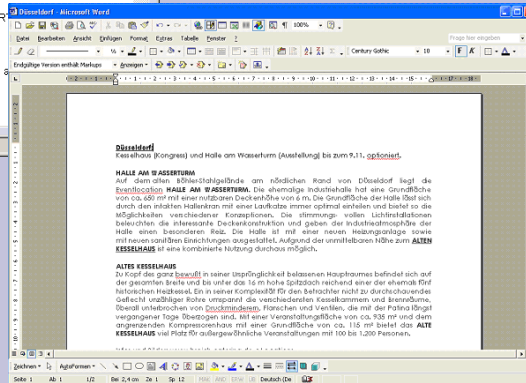 Düsseldorf - Microsoft Word
Datei Bearbeiten Ansicht Einfügen Format Extras Tabelle Fenster ?
Frage hier eingeben
100%
½
Century Gothic 10 F K
Endgültige Version enthält Markups Anzeigen
Düsseldorf
Kesselhaus (Kongress) und Halle am Wasserturm (Ausstellung) bis zum 9.11. optioniert.
HALLE AM WASSERTURM
Auf dem alten Böhler-Stahlgelände am nördlichen Rand von Düsseldorf liegt die
Eventlocation HALLE AM WASSERTURM. Die ehemalige Industriehalle hat eine Grundfläche
von ca. 650 m² mit einer nutzbaren Deckenhöhe von 6 m. Die Grundfläche der Halle lässt sich
durch den intakten Hallenkran mit einer Laufkatze immer optimal einteilen und bietet so die
Möglichkeiten verschiedener Konzeptionen. Die stimmungs- vollen Lichtinstallationen
beleuchten die interessante Deckenkonstruktion und geben der Industrieatmosphäre der
Halle einen besonderen Reiz. Die Halle ist mit einer neuen Heizungsanlage sowie
mit neuen sanitären Einrichtungen ausgestattet. Aufgrund der unmittelbaren Nähe zum ALTEN
KESSELHAUS ist eine kombinierte Nutzung durchaus möglich.
ALTES KESSELHAUS
Zu Kopf des ganz bewußt in seiner Ursprünglichkeit belassenen Hauptraumes befindet sich auf
der gesamten Breite und bis unter das 16 m hohe Spitzdach reichend einer der ehemals fünf
historischen Heizkessel. Ein in seiner Komplexität für den Betrachter nicht zu durchschauendes
Geflecht unzähliger Rohre umspannt die verschiedensten Kesselkammern und Brennräume,
überall unterbrochen von Druckminderern, Flanschen und Ventilen, die mit der Patina längst
vergangener Tage überzogen sind. Mit einer Veranstaltungsfläche von ca. 935 m² und dem
angrenzenden Kompressorenhaus mit einer Grundfläche von ca. 115 m² bietet das ALTE
KESSELHAUS viel Platz für außergewöhnliche Veranstaltungen mit 100 bis 1.200 Personen.
Zeichnen AutoFormen
Seite 1 Ab 1 1/2 Bei 2,4 cm Ze 1 Sp 12 MAK ÄND ERW ÜB Deutsch (De